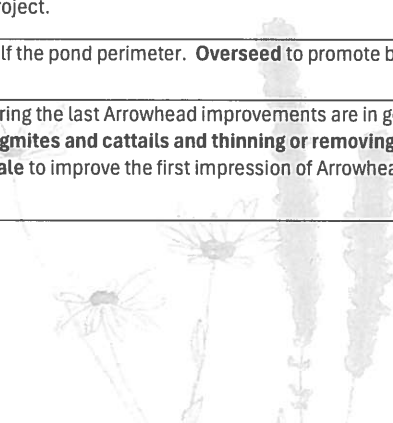 oject.
lf the pond perimeter. Overseed to promote b
ring the last Arrowhead improvements are in g
gmites and cattails and thinning or removing
ale to improve the first impression of Arrowhea